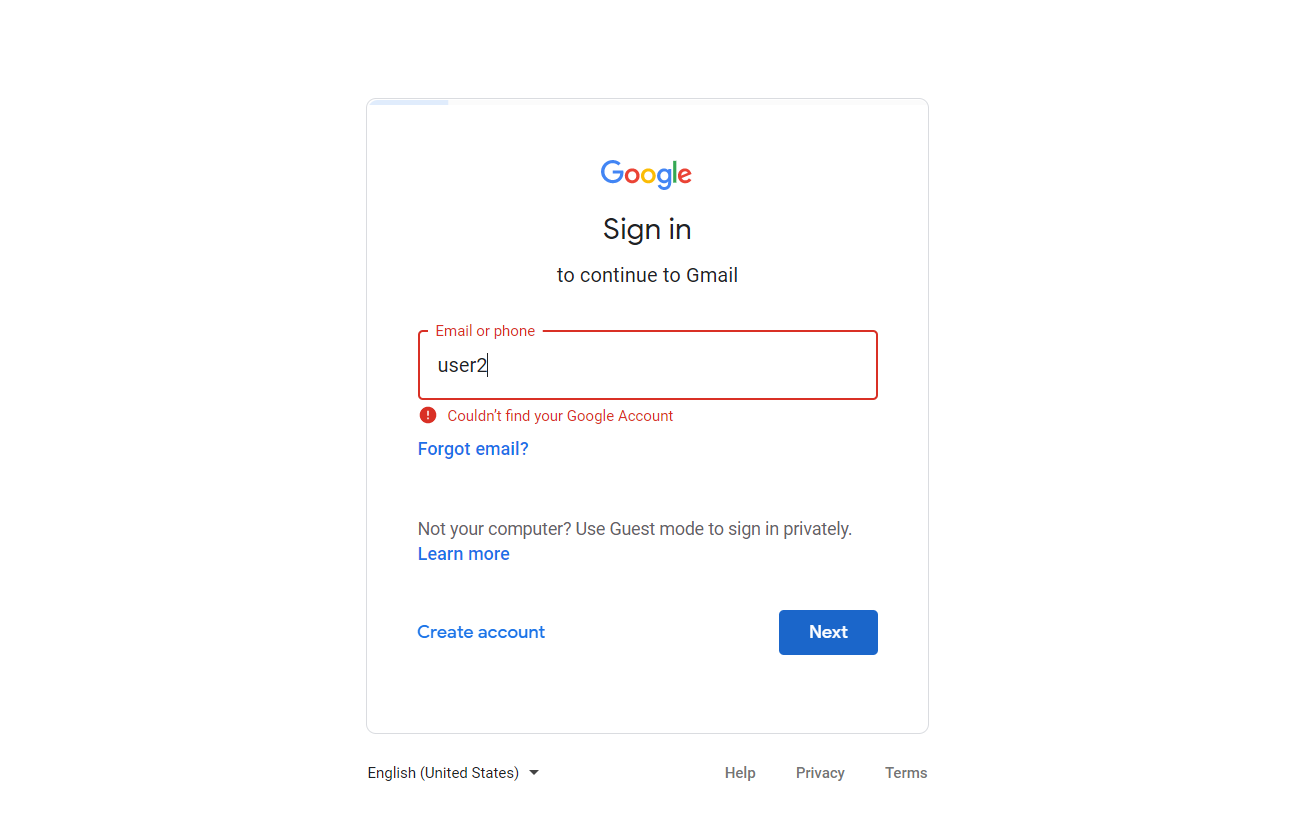 Google
Sign in
to continue to Gmail
Email or phone
user2
Couldn't find your Google Account
Forgot email?
Not your computer? Use Guest mode to sign in privately.
Learn more
Create account
Next
English (United States)
Help
Privacy
Terms